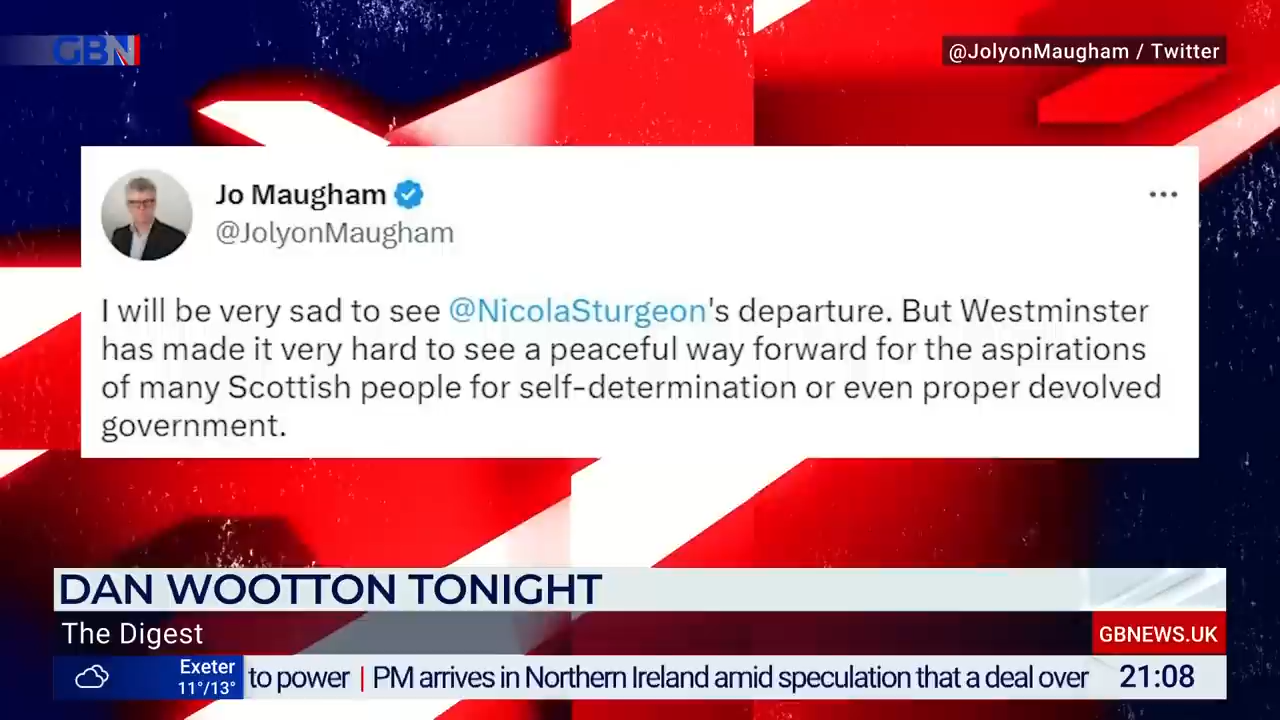 GBN
@JolyonMaugham / Twitter
Jo Maugham
@JolyonMaugham
I will be very sad to see @NicolaSturgeon's departure. But Westminster
has made it very hard to see a peaceful way forward for the aspirations
of many Scottish people for self-determination or even proper devolved
government.
DAN WOOTTON TONIGHT
The Digest
GBNEWS.UK
Exeter
11°/13°
to power | PM arrives in Northern Ireland amid speculation that a deal over
21:08